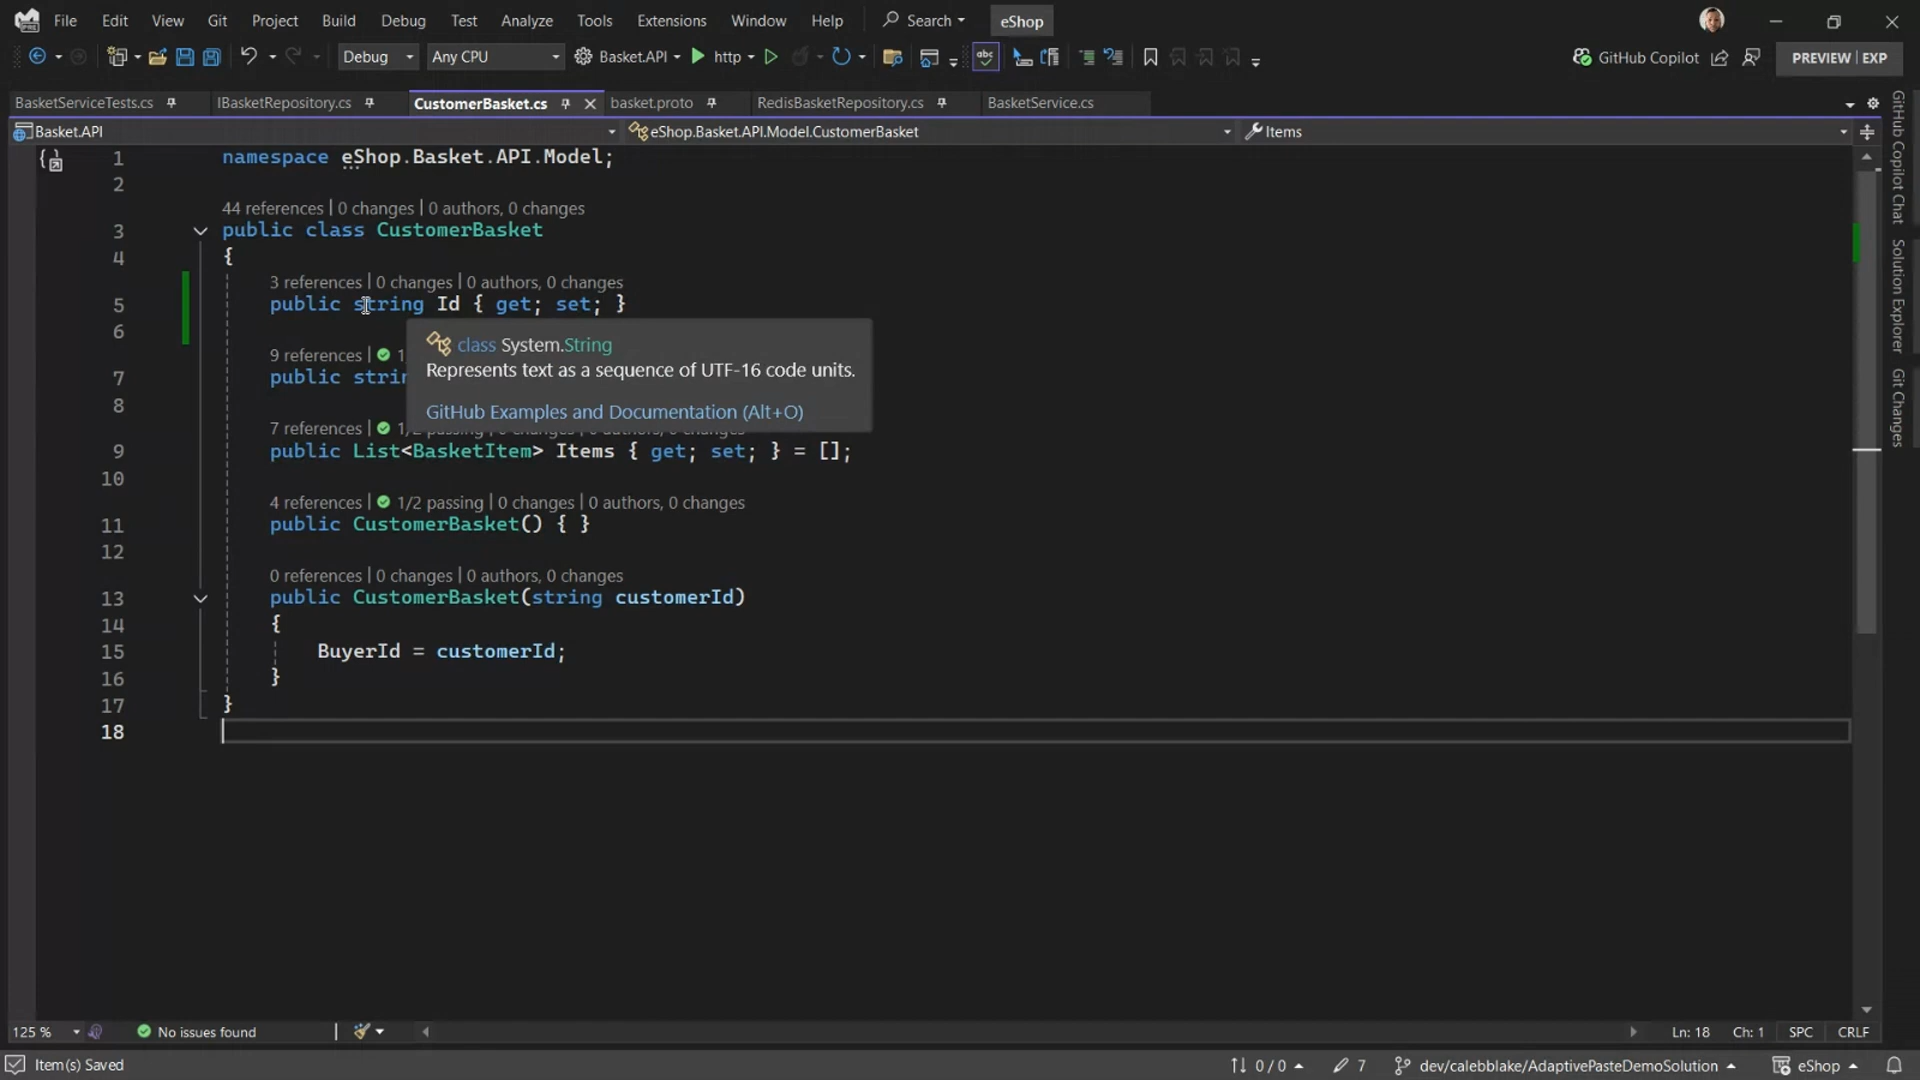 File Edit View Git Project Build Debug Test Analyze Tools Extensions Window Help Search eShop
Debug Any CPU Basket.API http GitHub Copilot PREVIEW | EXP
BasketServiceTests.cs IBasketRepository.cs CustomerBasket.cs basket.proto RedisBasketRepository.cs BasketService.cs
Basket.API eShop.Basket.API.Model.CustomerBasket Items
1 namespace eShop.Basket.API.Model;
2
44 references | 0 changes | 0 authors, 0 changes
3 public class CustomerBasket
4 {
3 references | 0 changes | 0 authors, 0 changes
5 public string Id { get; set; }
6
class System.String
Represents text as a sequence of UTF-16 code units.
GitHub Examples and Documentation (Alt+O)
9 references | 1
7 public strin
8
7 references | 1/2 passing | 0 changes | 0 authors, 0 changes
9 public List<BasketItem> Items { get; set; } = [];
10
4 references | 1/2 passing | 0 changes | 0 authors, 0 changes
11 public CustomerBasket() { }
12
0 references | 0 changes | 0 authors, 0 changes
13 public CustomerBasket(string customerId)
14 {
15 BuyerId = customerId;
16 }
17 }
18
GitHub Copilot Chat
Solution Explorer
Git Changes
125 % No issues found Ln: 18 Ch: 1 SPC CRLF
Item(s) Saved 0 / 0 7 dev/calebblake/AdaptivePasteDemoSolution eShop